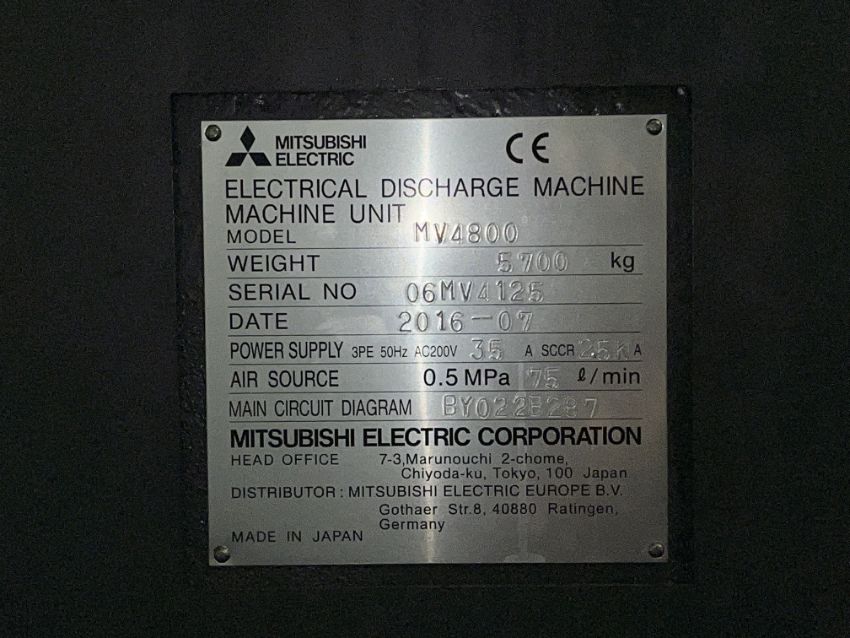 MITSUBISHI
ELECTRIC
CE
ELECTRICAL DISCHARGE MACHINE
MACHINE UNIT
MODEL MV4800
WEIGHT 5700 kg
SERIAL NO 06MV4125
DATE 2016-07
POWER SUPPLY 3PE 50Hz AC200V 35 A SCCR 2.5K A
AIR SOURCE 0.5 MPa 75 ℓ/min
MAIN CIRCUIT DIAGRAM BY022B287
MITSUBISHI ELECTRIC CORPORATION
HEAD OFFICE 7-3,Marunouchi 2-chome,
Chiyoda-ku, Tokyo, 100 Japan
DISTRIBUTOR : MITSUBISHI ELECTRIC EUROPE B.V.
Gothaer Str.8, 40880 Ratingen,
Germany
MADE IN JAPAN